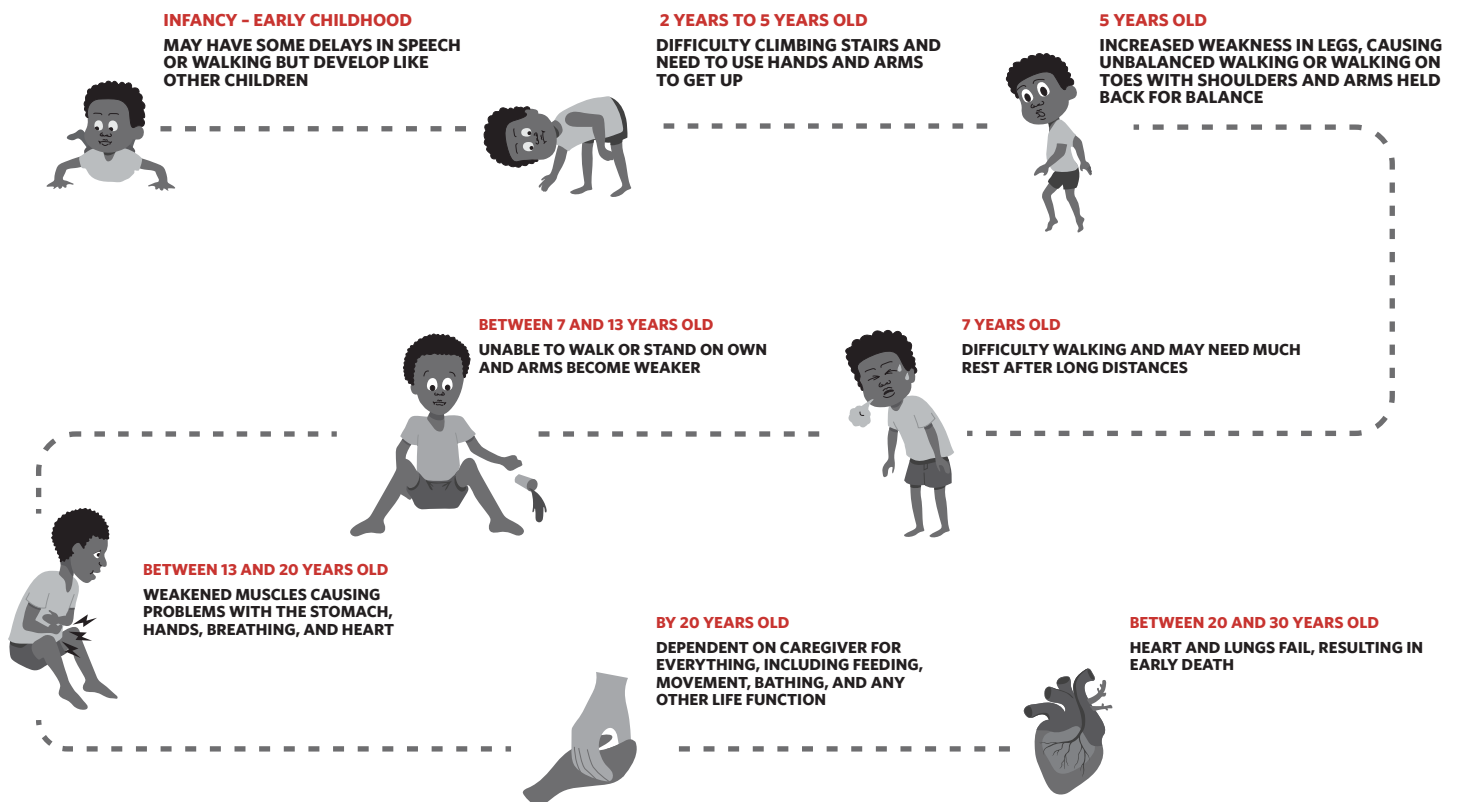 INFANCY – EARLY CHILDHOOD
MAY HAVE SOME DELAYS IN SPEECH
OR WALKING BUT DEVELOP LIKE
OTHER CHILDREN
2 YEARS TO 5 YEARS OLD
DIFFICULTY CLIMBING STAIRS AND
NEED TO USE HANDS AND ARMS
TO GET UP
5 YEARS OLD
INCREASED WEAKNESS IN LEGS, CAUSING
UNBALANCED WALKING OR WALKING ON
TOES WITH SHOULDERS AND ARMS HELD
BACK FOR BALANCE
7 YEARS OLD
DIFFICULTY WALKING AND MAY NEED MUCH
REST AFTER LONG DISTANCES
BETWEEN 7 AND 13 YEARS OLD
UNABLE TO WALK OR STAND ON OWN
AND ARMS BECOME WEAKER
BETWEEN 13 AND 20 YEARS OLD
WEAKENED MUSCLES CAUSING
PROBLEMS WITH THE STOMACH,
HANDS, BREATHING, AND HEART
BY 20 YEARS OLD
DEPENDENT ON CAREGIVER FOR
EVERYTHING, INCLUDING FEEDING,
MOVEMENT, BATHING, AND ANY
OTHER LIFE FUNCTION
BETWEEN 20 AND 30 YEARS OLD
HEART AND LUNGS FAIL, RESULTING IN
EARLY DEATH